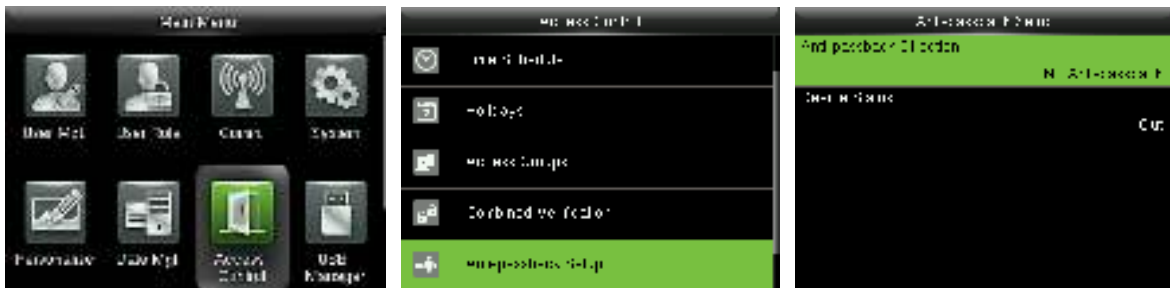 Main Menu
User Mgt. User Role Comm. System
Personalize Data Mgt. Access Control USB Manager
Access Control
Time Schedule
Holidays
Access Groups
Combined Verification
Anti-passback Setup
Anti-passback Setup
Anti-passback Direction
No Anti-passback
Device Status
Out